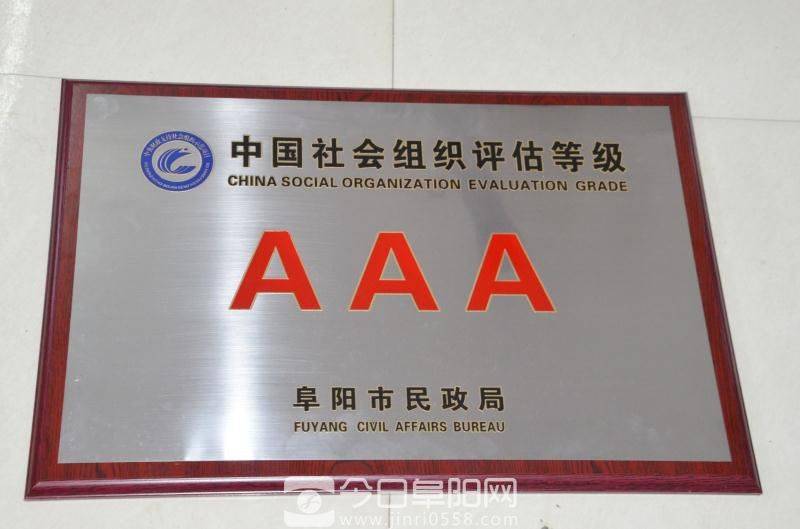 中国社会组织评估等级
CHINA SOCIAL ORGANIZATION EVALUATION GRADE
AAA
阜阳市民政局
FUYANG CIVIL AFFAIRS BUREAU
今日阜阳网
www.jinri0558.com